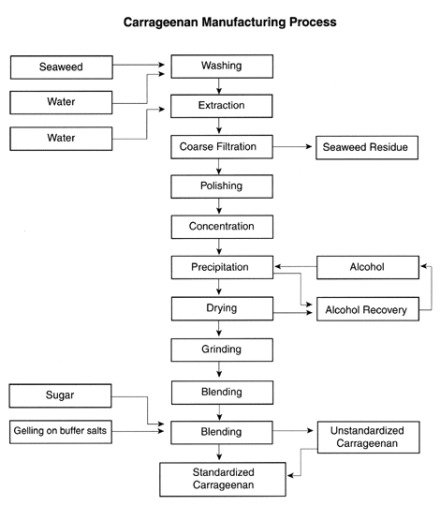 Carrageenan Manufacturing Process
Seaweed
Washing
Water
Extraction
Water
Coarse Filtration
Seaweed Residue
Polishing
Concentration
Precipitation
Alcohol
Drying
Alcohol Recovery
Grinding
Blending
Sugar
Gelling on buffer salts
Blending
Unstandardized
Carrageenan
Standardized
Carrageenan